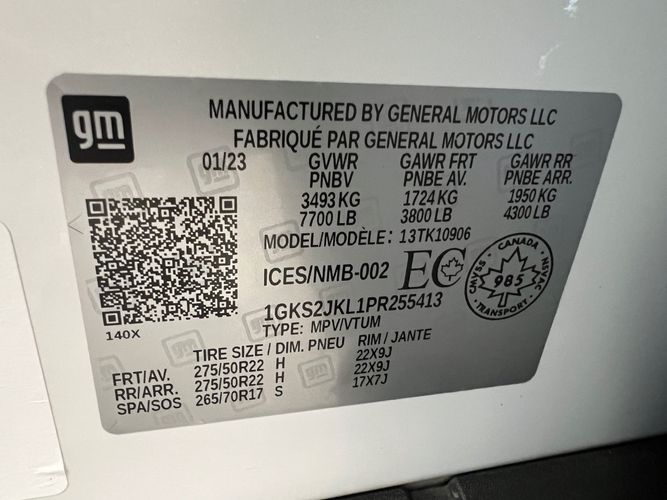 gm
MANUFACTURED BY GENERAL MOTORS LLC
FABRIQUÉ PAR GENERAL MOTORS LLC
01/23 GVWR GAWR FRT GAWR RR
PNBV PNBE AV. PNBE ARR.
3493 KG 1724 KG 1950 KG
7700 LB 3800 LB 4300 LB
MODEL/MODÈLE: 13TK10906
ICES/NMB-002 EC
CANADA
SSANO 985 NVASC
TRANSPORT
1GKS2JKL1PR255413
140X TYPE: MPV/VTUM
TIRE SIZE / DIM. PNEU RIM / JANTE
FRT/AV. 275/50R22 H 22X9J
RR/ARR. 275/50R22 H 22X9J
SPA/SOS 265/70R17 S 17X7J